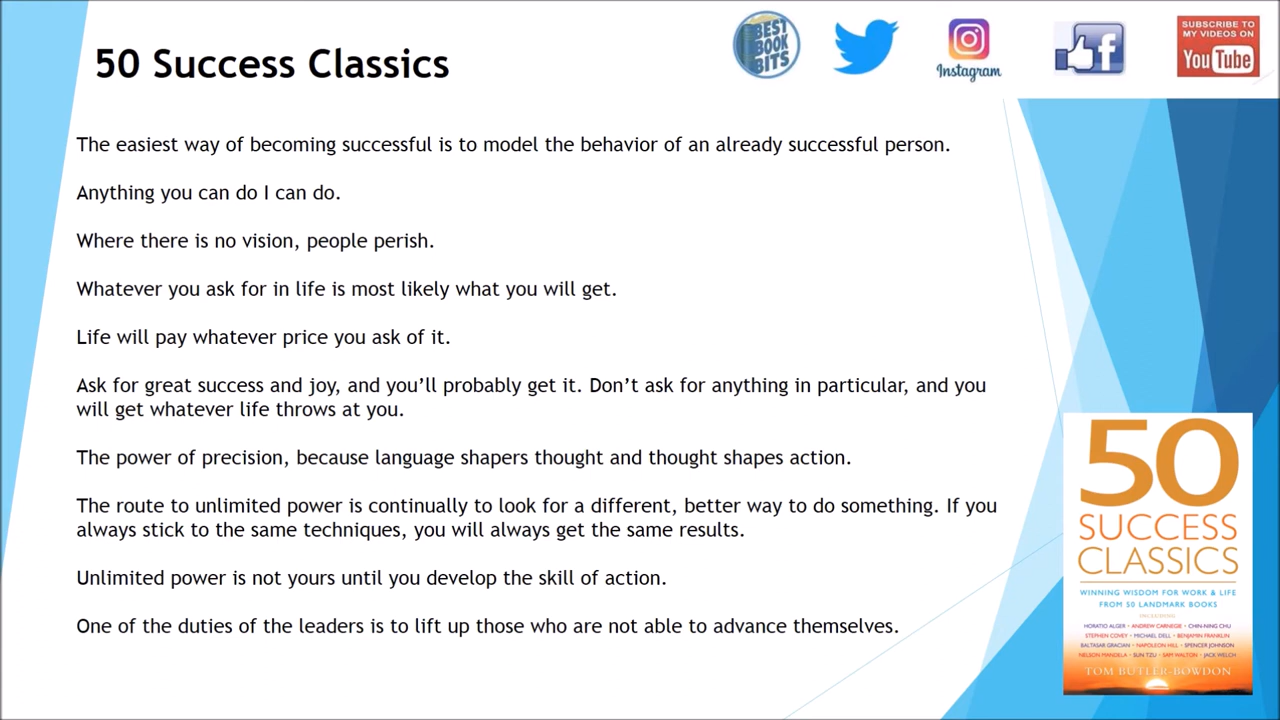 50 Success Classics
BEST
BOOK
BITS
Instagram
f
SUBSCRIBE TO
MY VIDEOS ON
YouTube
The easiest way of becoming successful is to model the behavior of an already successful person.
Anything you can do I can do.
Where there is no vision, people perish.
Whatever you ask for in life is most likely what you will get.
Life will pay whatever price you ask of it.
Ask for great success and joy, and you’ll probably get it. Don’t ask for anything in particular, and you
will get whatever life throws at you.
The power of precision, because language shapers thought and thought shapes action.
The route to unlimited power is continually to look for a different, better way to do something. If you
always stick to the same techniques, you will always get the same results.
Unlimited power is not yours until you develop the skill of action.
One of the duties of the leaders is to lift up those who are not able to advance themselves.
50
SUCCESS
CLASSICS
WINNING WISDOM FOR WORK & LIFE
FROM 50 LANDMARK BOOKS
INCLUDING
HORATIO ALGER • ANDREW CARNEGIE • CHIN-NING CHU
STEPHEN COVEY • MICHAEL DELL • BENJAMIN FRANKLIN
BALTASAR GRACIAN • NAPOLEON HILL • SPENCER JOHNSON
NELSON MANDELA • SUN TZU • SAM WALTON • JACK WELCH
TOM BUTLER-BOWDON